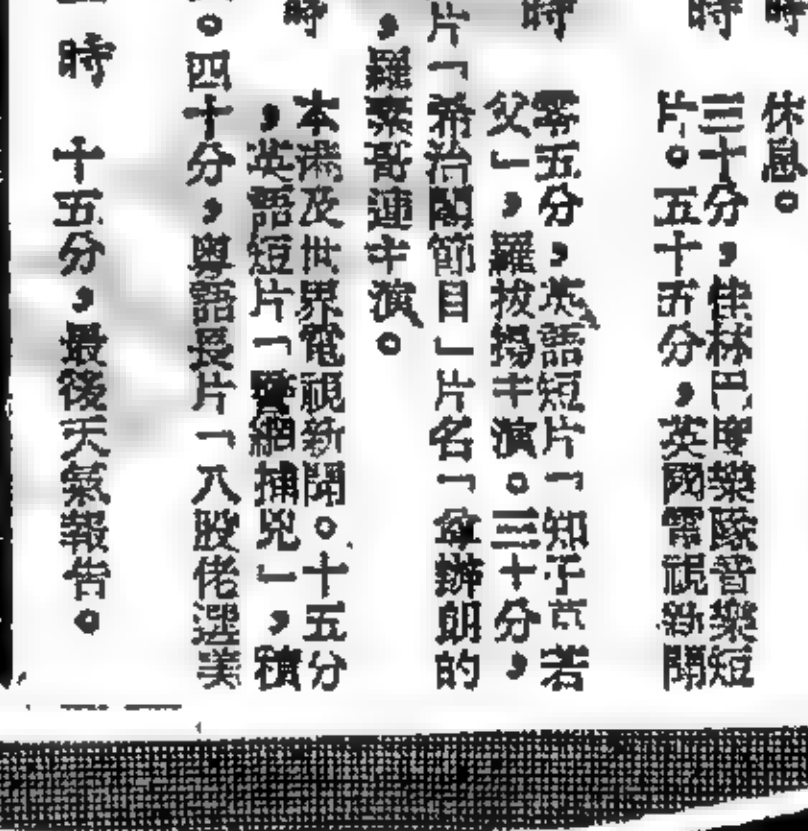 時
休息。
時
三十分，佳林巴度樂隊音樂短
片。五十五分，英國電視新聞
時
零五分，英語短片「知子莫若
父」，羅拔揚主演。三十分，
片「希治閣節目」片名「 辦朗的
，羅 哥連主演。
時
本港及世界電視新聞。十五分
，英語短片「 網捕兇」，積
。四十分，粵語長片「八股佬選美
時
十五分，最後天氣報告。